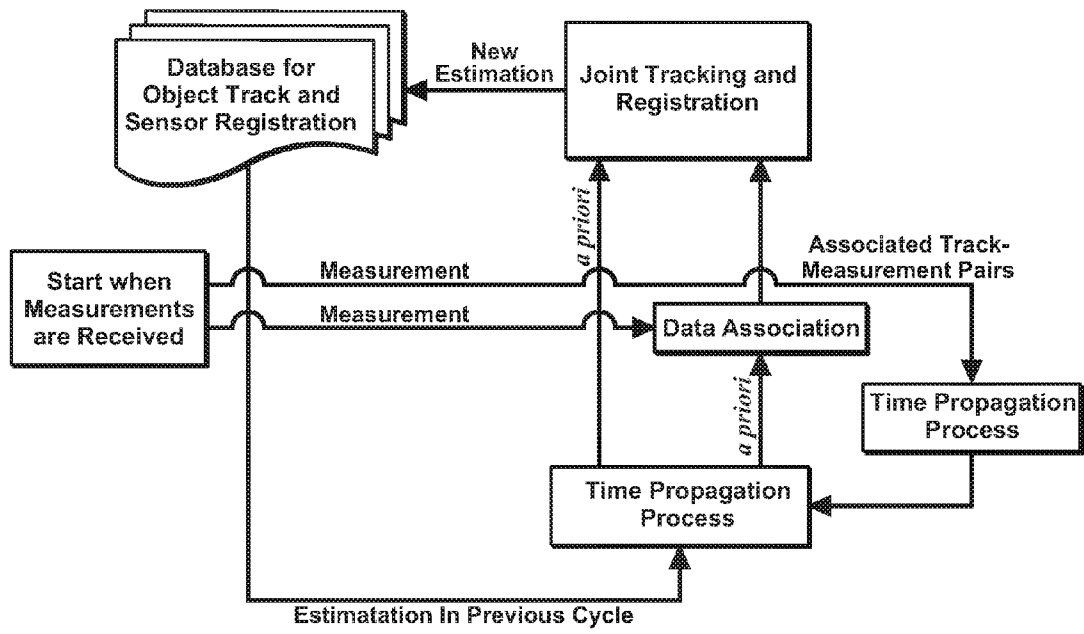 Database for
Object Track and
Sensor Registration
New
Estimation
Joint Tracking and
Registration
a priori
Start when
Measurements
are Received
Measurement
Measurement
Associated Track-
Measurement Pairs
Data Association
a priori
Time Propagation
Process
Time Propagation
Process
Estimatation In Previous Cycle